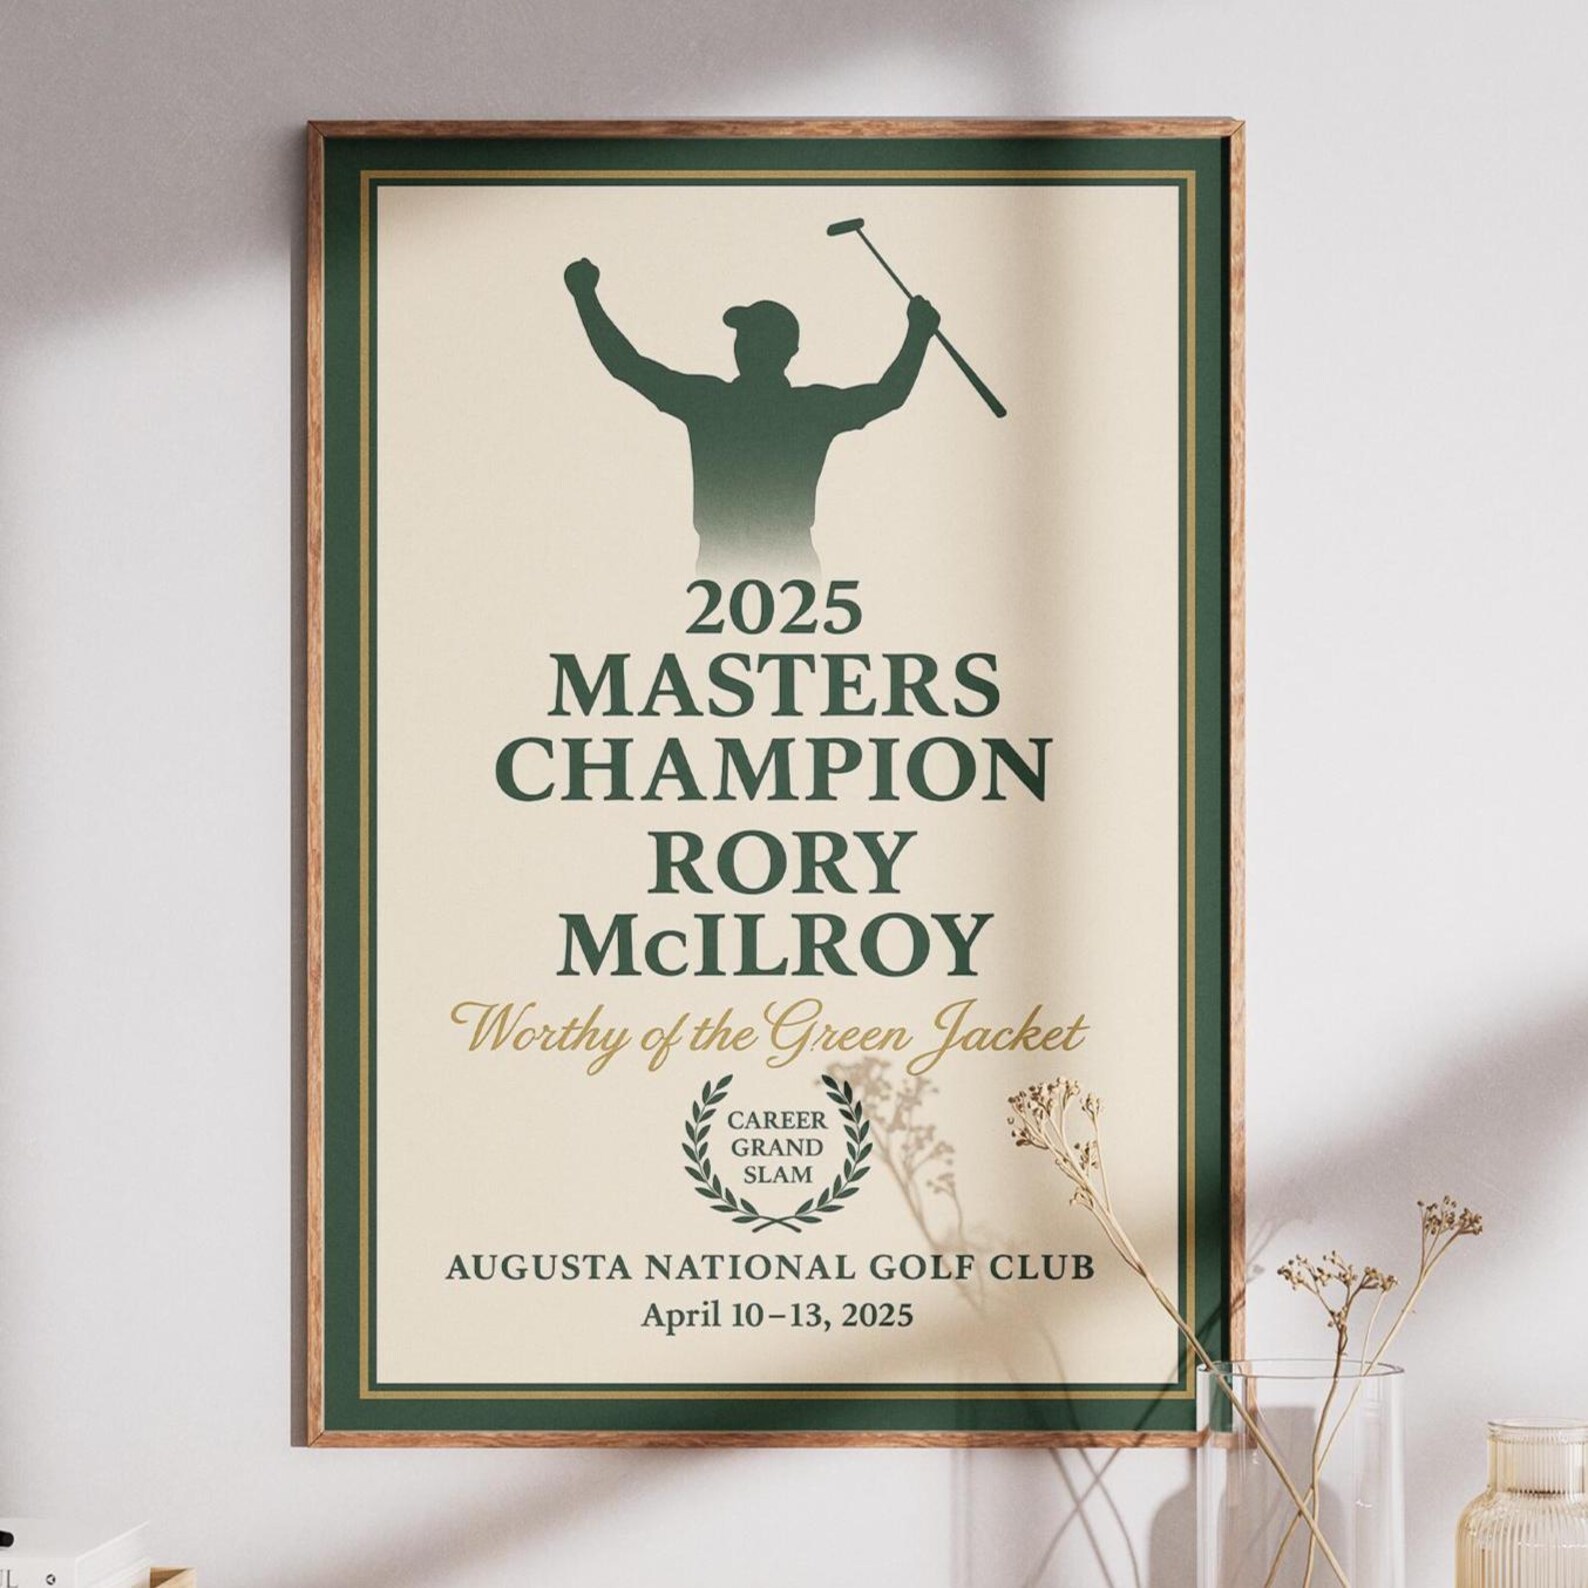 2025
MASTERS
CHAMPION
RORY
McILROY
Worthy of the Green Jacket
CAREER
GRAND
SLAM
AUGUSTA NATIONAL GOLF CLUB
April 10–13, 2025